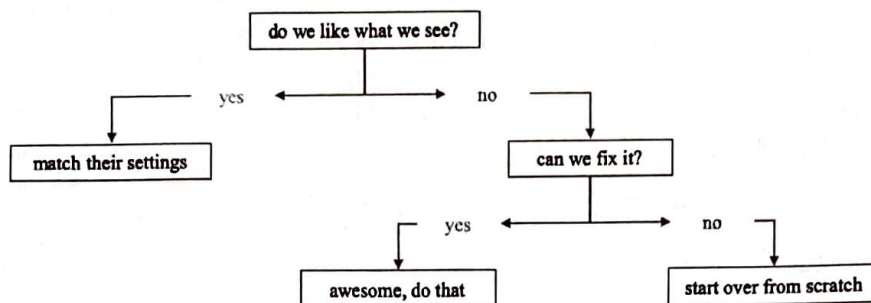 do we like what we see?
yes
no
match their settings
can we fix it?
yes
no
awesome, do that
start over from scratch